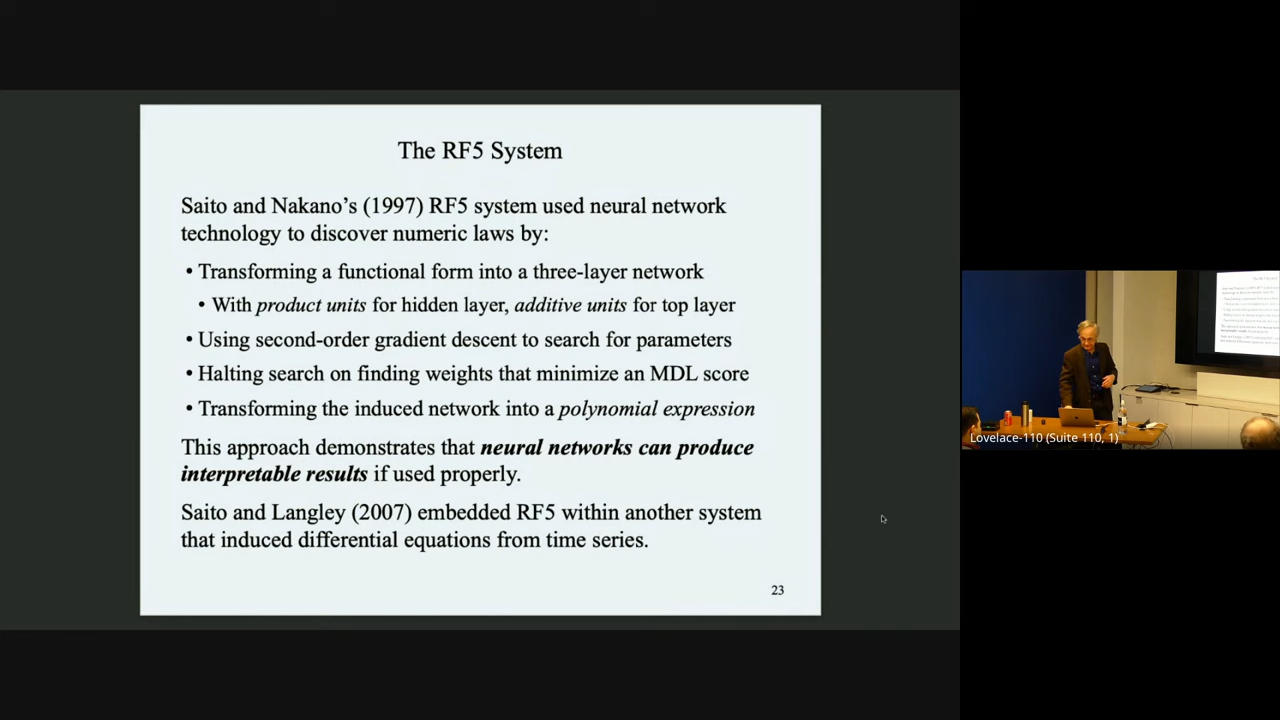 The RF5 System
Saito and Nakano’s (1997) RF5 system used neural network
technology to discover numeric laws by:
• Transforming a functional form into a three-layer network
• With product units for hidden layer, additive units for top layer
• Using second-order gradient descent to search for parameters
• Halting search on finding weights that minimize an MDL score
• Transforming the induced network into a polynomial expression
This approach demonstrates that neural networks can produce
interpretable results if used properly.
Saito and Langley (2007) embedded RF5 within another system
that induced differential equations from time series.
23
Lovelace-110 (Suite 110, 1)